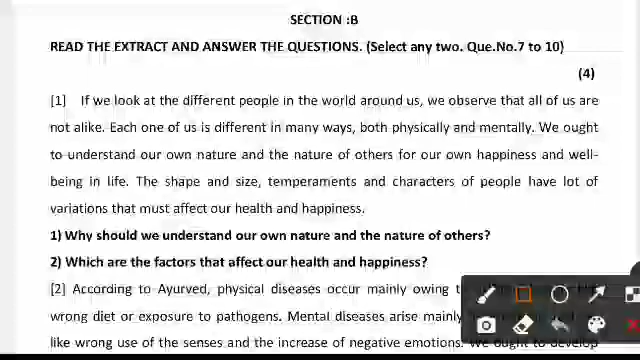 SECTION :B
READ THE EXTRACT AND ANSWER THE QUESTIONS. (Select any two. Que.No.7 to 10)
(4)
[1] If we look at the different people in the world around us, we observe that all of us are
not alike. Each one of us is different in many ways, both physically and mentally. We ought
to understand our own nature and the nature of others for our own happiness and well-
being in life. The shape and size, temperaments and characters of people have lot of
variations that must affect our health and happiness.
1) Why should we understand our own nature and the nature of others?
2) Which are the factors that affect our health and happiness?
[2] According to Ayurved, physical diseases occur mainly owing
wrong diet or exposure to pathogens. Mental diseases arise mainly
like wrong use of the senses and the increase of negative emotions. We ought to develop